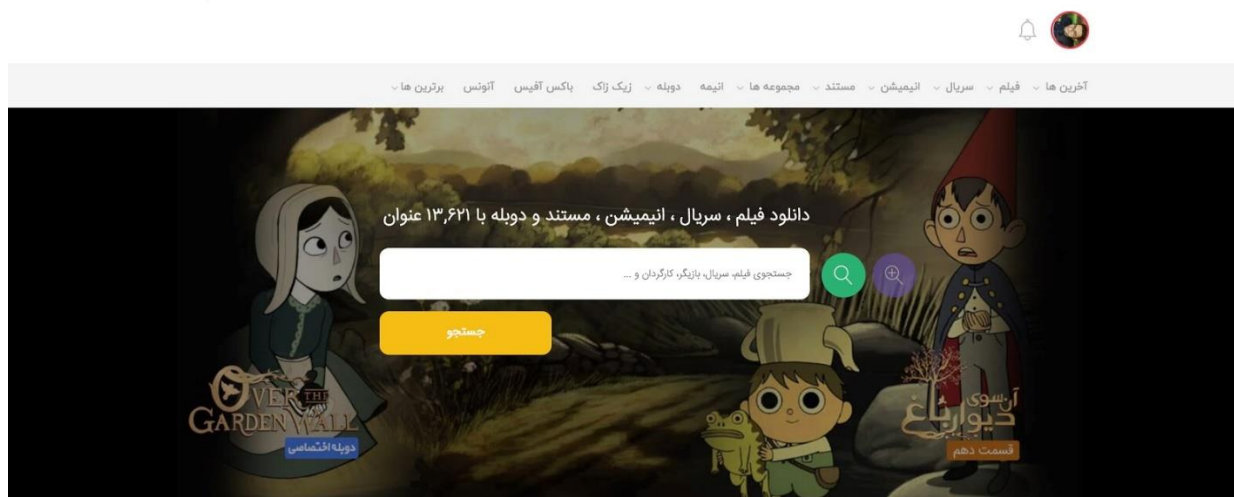 آخرین ها فیلم سریال انیمیشن مستند مجموعه ها انیمه دوبله زیک زاک باکس آفیس آنونس برترین ها
دانلود فیلم ، سریال ، انیمیشن ، مستند و دوبله با ۱۳,۶۲۱ عنوان
جستجوی فیلم، سریال، بازیگر، کارگردان و ...
جستجو
آن سوی
دیوار باغ
قسمت دهم
OVER THE
GARDEN WALL
دوبله اختصاصی